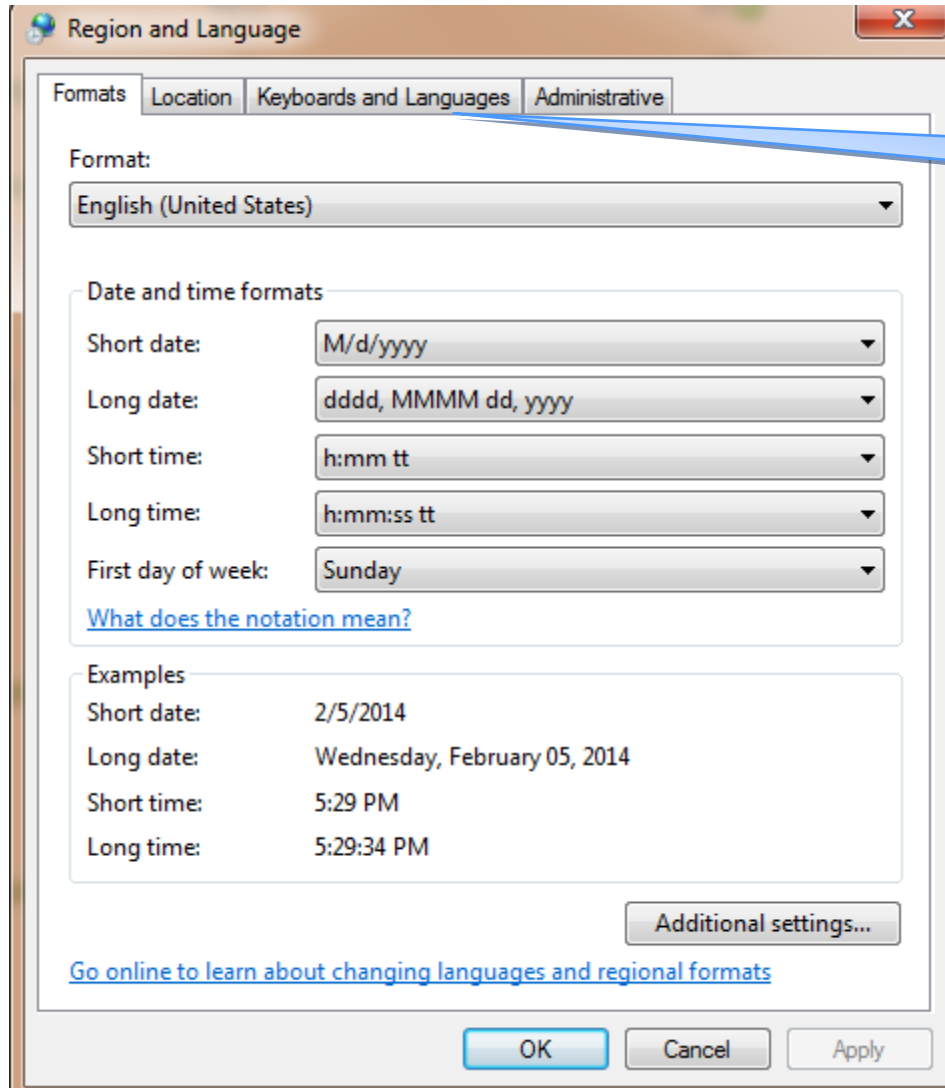 Region and Language
Formats Location Keyboards and Languages Administrative
Format:
English (United States)
Date and time formats
Short date: M/d/yyyy
Long date: dddd, MMMM dd, yyyy
Short time: h:mm tt
Long time: h:mm:ss tt
First day of week: Sunday
What does the notation mean?
Examples
Short date: 2/5/2014
Long date: Wednesday, February 05, 2014
Short time: 5:29 PM
Long time: 5:29:34 PM
Additional settings...
Go online to learn about changing languages and regional formats
OK Cancel Apply